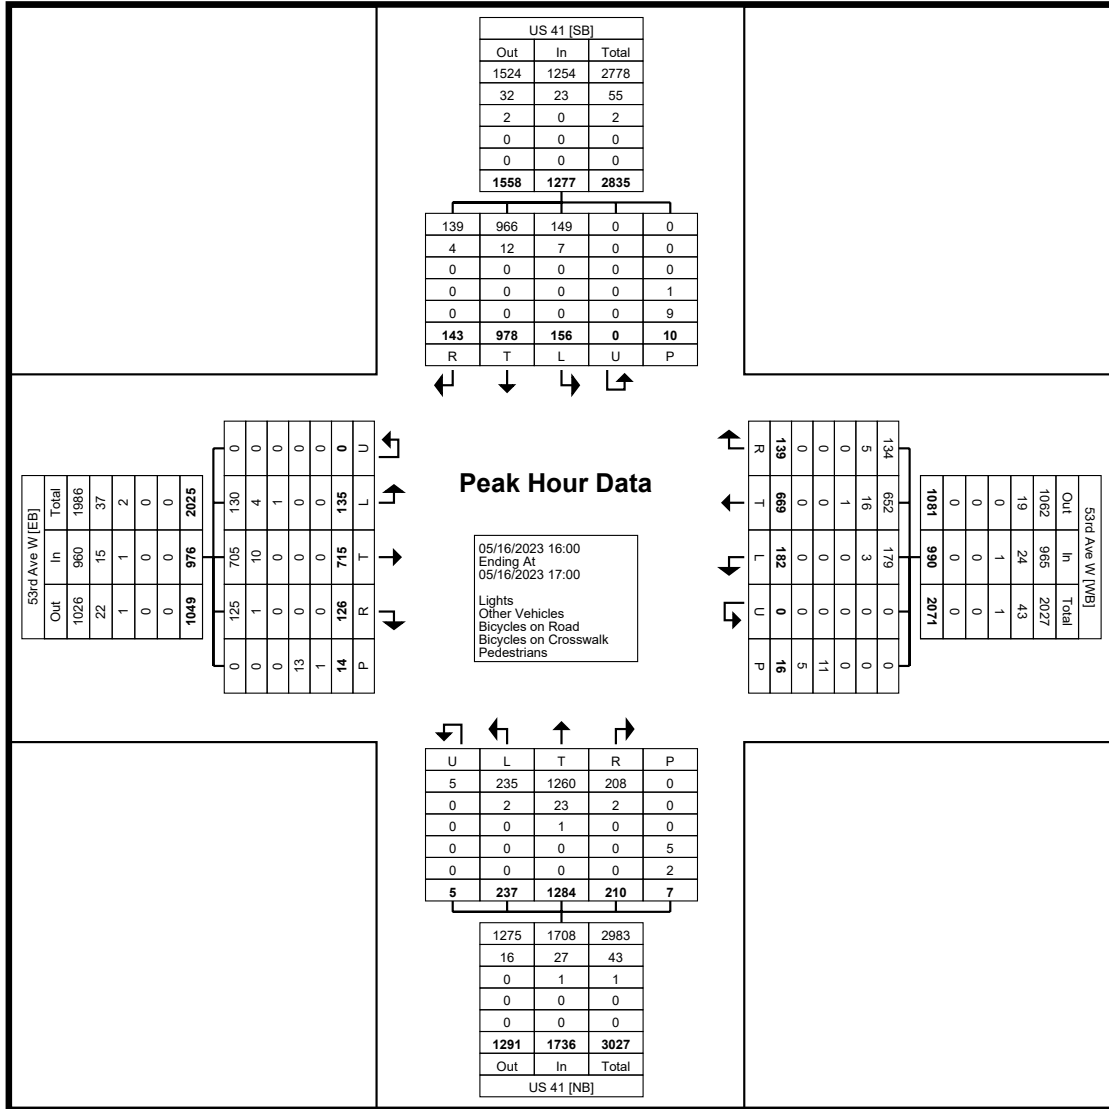 US 41 [SB]
Out In Total
1524 1254 2778
32 23 55
2 0 2
0 0 0
0 0 0
1558 1277 2835
139 966 149 0 0
4 12 7 0 0
0 0 0 0 0
0 0 0 0 1
0 0 0 0 9
143 978 156 0 10
R T L U P
53rd Ave W [EB]
Total In Out
1986 960 1026
37 15 22
2 1 1
0 0 0
0 0 0
2025 976 1049
0 130 705 125 0
0 4 10 1 0
0 1 0 0 0
0 0 0 0 13
0 0 0 0 1
0 135 715 126 14
U L T R P
Peak Hour Data
05/16/2023 16:00
Ending At
05/16/2023 17:00
Lights
Other Vehicles
Bicycles on Road
Bicycles on Crosswalk
Pedestrians
53rd Ave W [WB]
Out In Total
1062 965 2027
19 24 43
0 1 1
0 0 0
0 0 0
1081 990 2071
134 652 179 0 0
5 16 3 0 0
0 1 0 0 0
0 0 0 0 11
0 0 0 0 5
139 669 182 0 16
R T L U P
U L T R P
5 235 1260 208 0
0 2 23 2 0
0 0 1 0 0
0 0 0 0 5
0 0 0 0 2
5 237 1284 210 7
1275 1708 2983
16 27 43
0 1 1
0 0 0
0 0 0
1291 1736 3027
Out In Total
US 41 [NB]